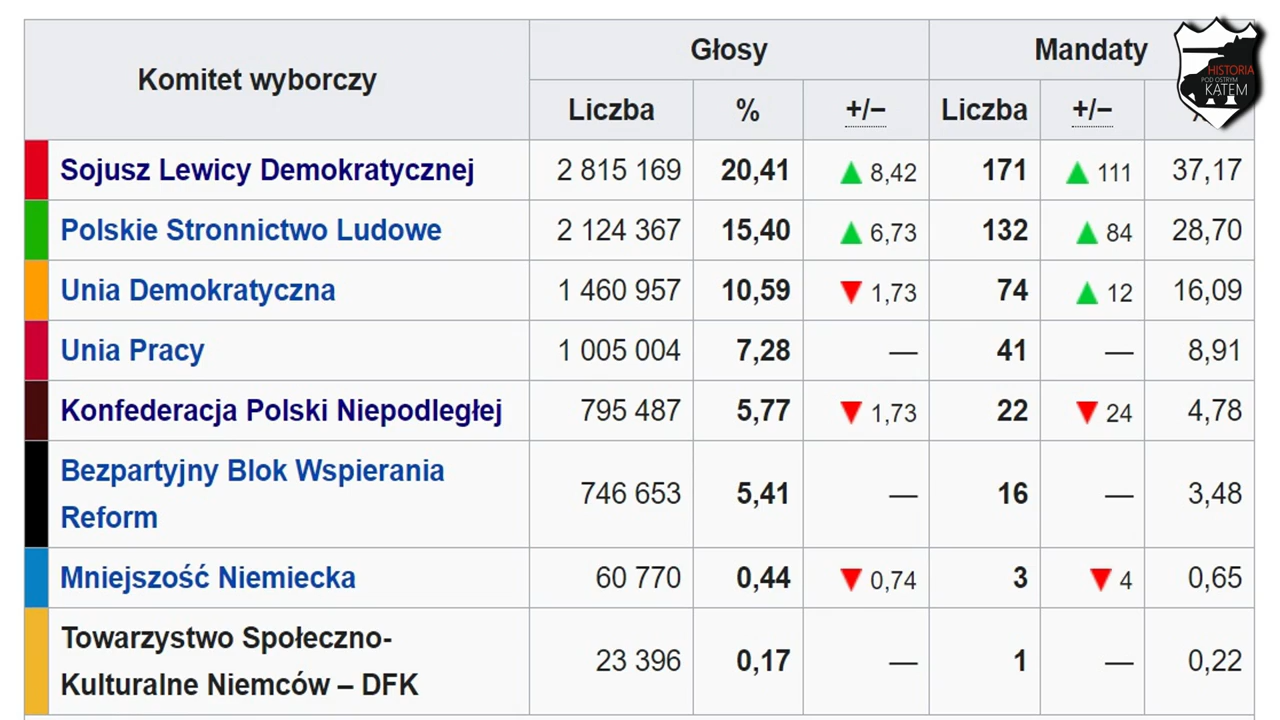 Komitet wyborczy Głosy Mandaty
Liczba % +/− Liczba +/−
HISTORIA
POD OSTRYM
KĄTEM
Sojusz Lewicy Demokratycznej 2 815 169 20,41 ▲ 8,42 171 ▲ 111 37,17
Polskie Stronnictwo Ludowe 2 124 367 15,40 ▲ 6,73 132 ▲ 84 28,70
Unia Demokratyczna 1 460 957 10,59 ▼ 1,73 74 ▲ 12 16,09
Unia Pracy 1 005 004 7,28 — 41 — 8,91
Konfederacja Polski Niepodległej 795 487 5,77 ▼ 1,73 22 ▼ 24 4,78
Bezpartyjny Blok Wspierania
Reform 746 653 5,41 — 16 — 3,48
Mniejszość Niemiecka 60 770 0,44 ▼ 0,74 3 ▼ 4 0,65
Towarzystwo Społeczno-
Kulturalne Niemców – DFK 23 396 0,17 — 1 — 0,22